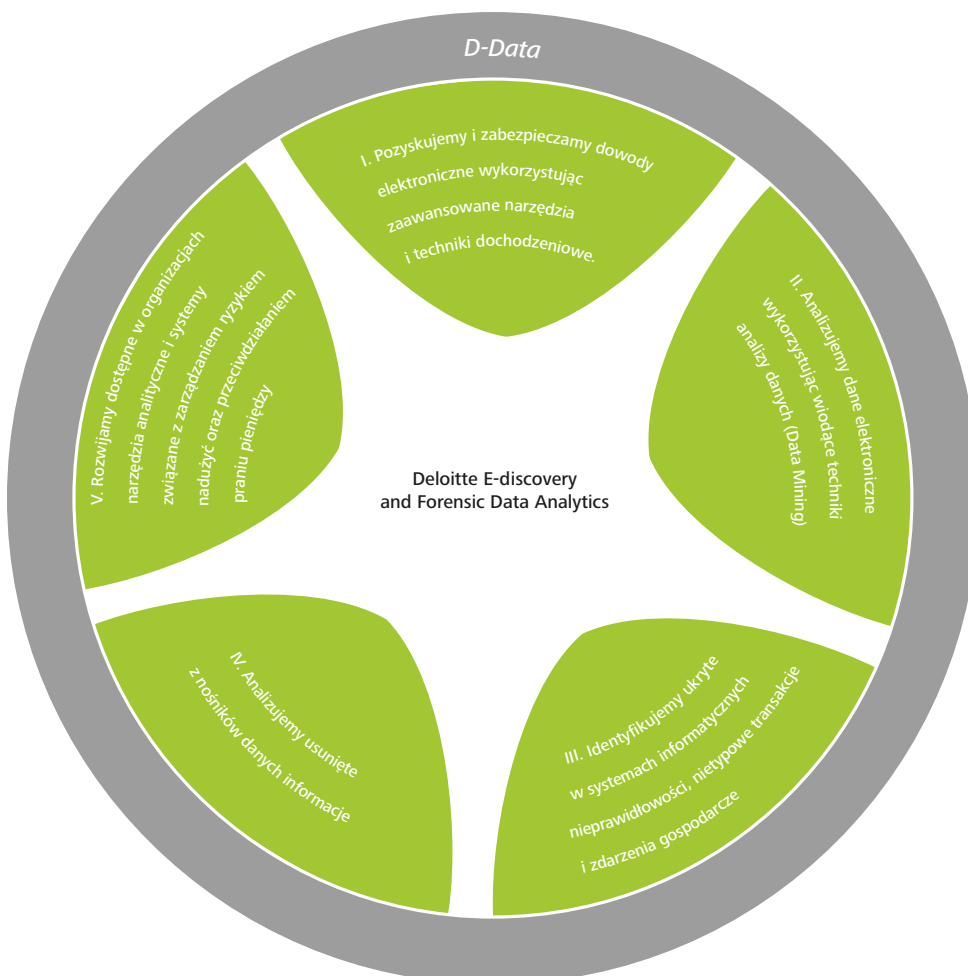 D-Data
I. Pozyskujemy i zabezpieczamy dowody
elektroniczne wykorzystując
zaawansowane narzędzia
i techniki dochodzeniowe.
II. Analizujemy dane elektroniczne
wykorzystując wiodące techniki
analizy danych (Data Mining)
III. Identyfikujemy ukryte
w systemach informatycznych
nieprawidłowości, nietypowe transakcje
i zdarzenia gospodarcze
IV. Analizujemy usunięte
z nośników danych informacje
V. Rozwijamy dostępne w organizacjach
narzędzia analityczne i systemy
związane z zarządzaniem ryzykiem
nadużyć oraz przeciwdziałaniem
praniu pieniędzy
Deloitte E-discovery
and Forensic Data Analytics